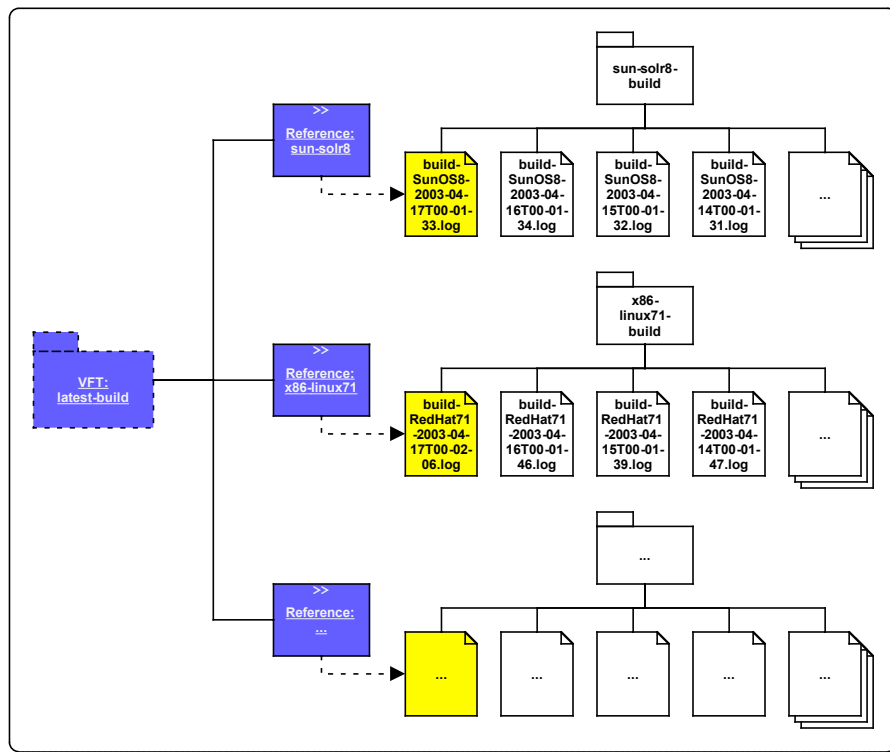 sun-solr8-
build
>>
Reference:
sun-solr8
build-
SunOS8-
2003-04-
17T00-01-
33.log
build-
SunOS8-
2003-04-
16T00-01-
34.log
build-
SunOS8-
2003-04-
15T00-01-
32.log
build-
SunOS8-
2003-04-
14T00-01-
31.log
...
x86-
linux71-
build
>>
Reference:
x86-linux71
VFT:
latest-build
build-
RedHat71
-2003-04-
17T00-02-
06.log
build-
RedHat71
-2003-04-
16T00-01-
46.log
build-
RedHat71
-2003-04-
15T00-01-
39.log
build-
RedHat71
-2003-04-
14T00-01-
47.log
...
...
>>
Reference:
...
...
...
...
...
...